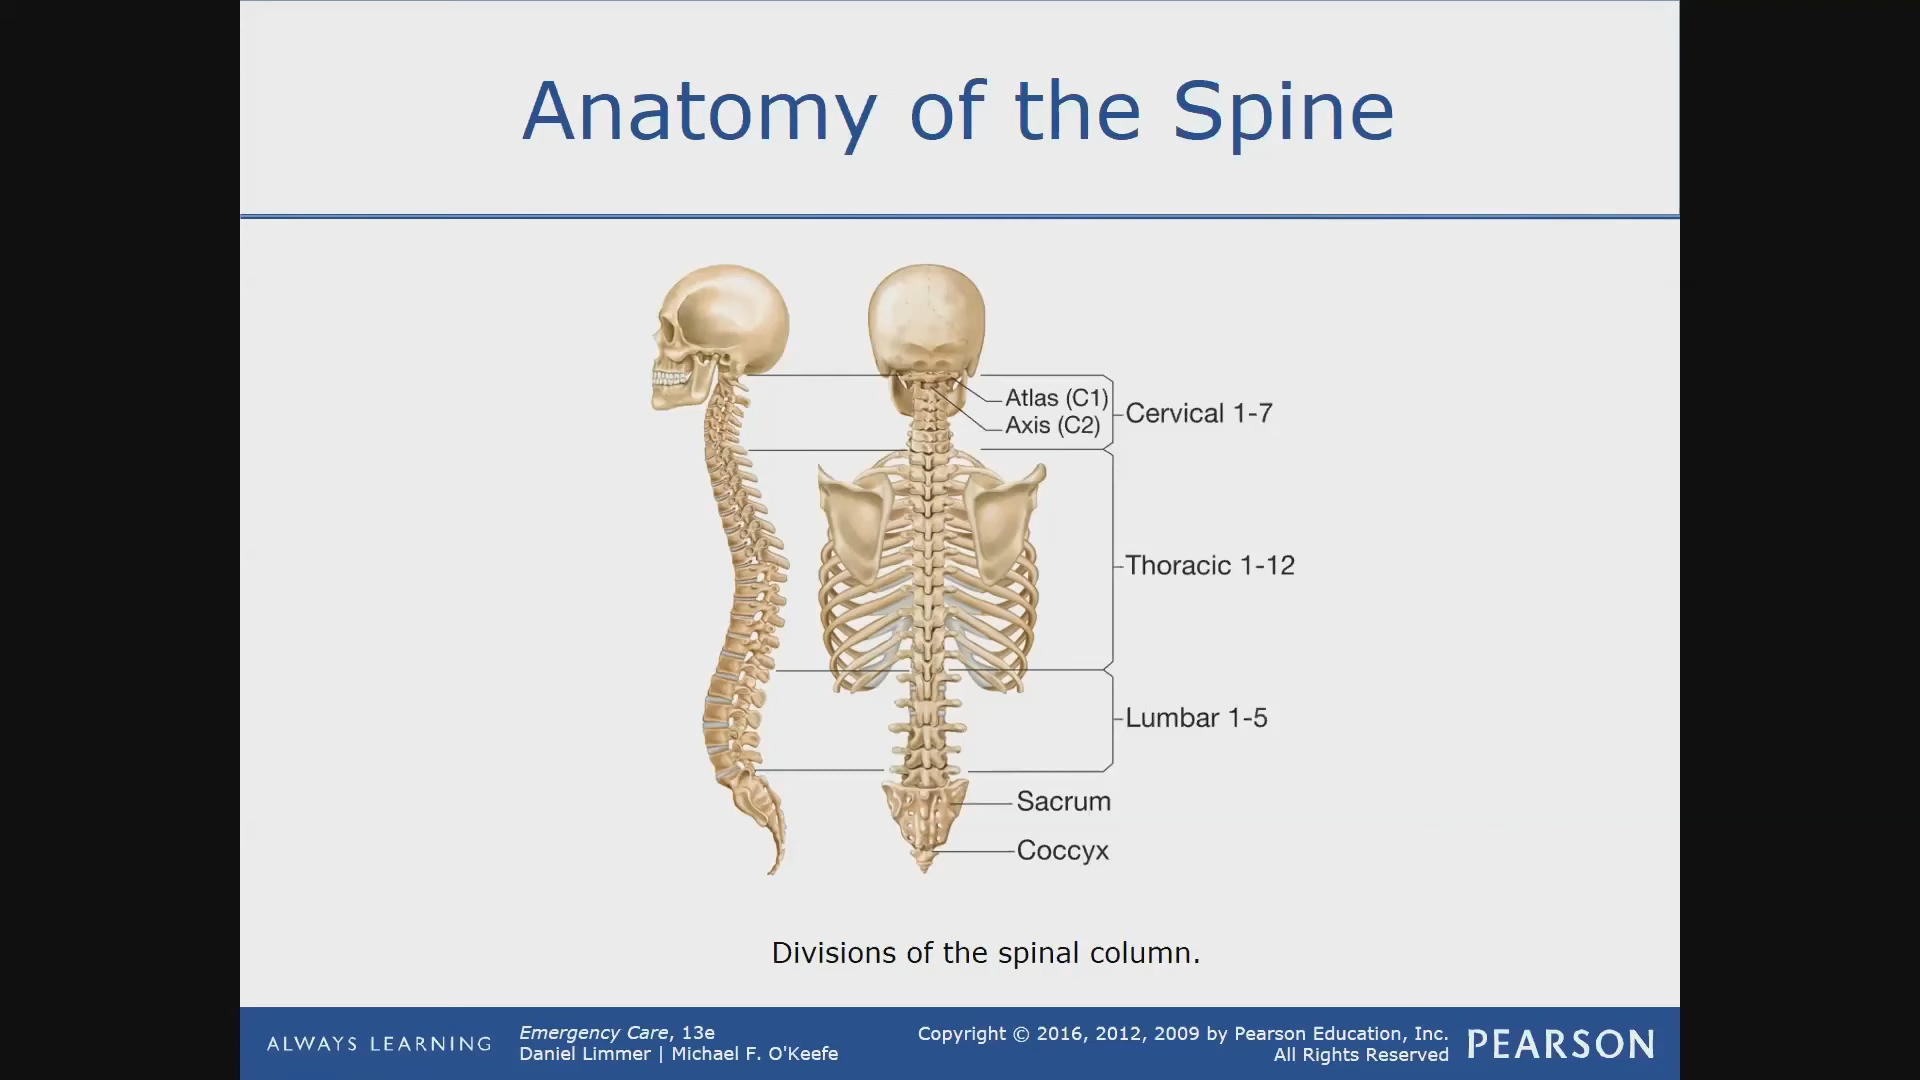 Anatomy of the Spine
Atlas (C1)
Axis (C2)
Cervical 1-7
Thoracic 1-12
Lumbar 1-5
Sacrum
Coccyx
Divisions of the spinal column.
ALWAYS LEARNING
Emergency Care, 13e
Daniel Limmer | Michael F. O'Keefe
Copyright © 2016, 2012, 2009 by Pearson Education, Inc.
All Rights Reserved
PEARSON